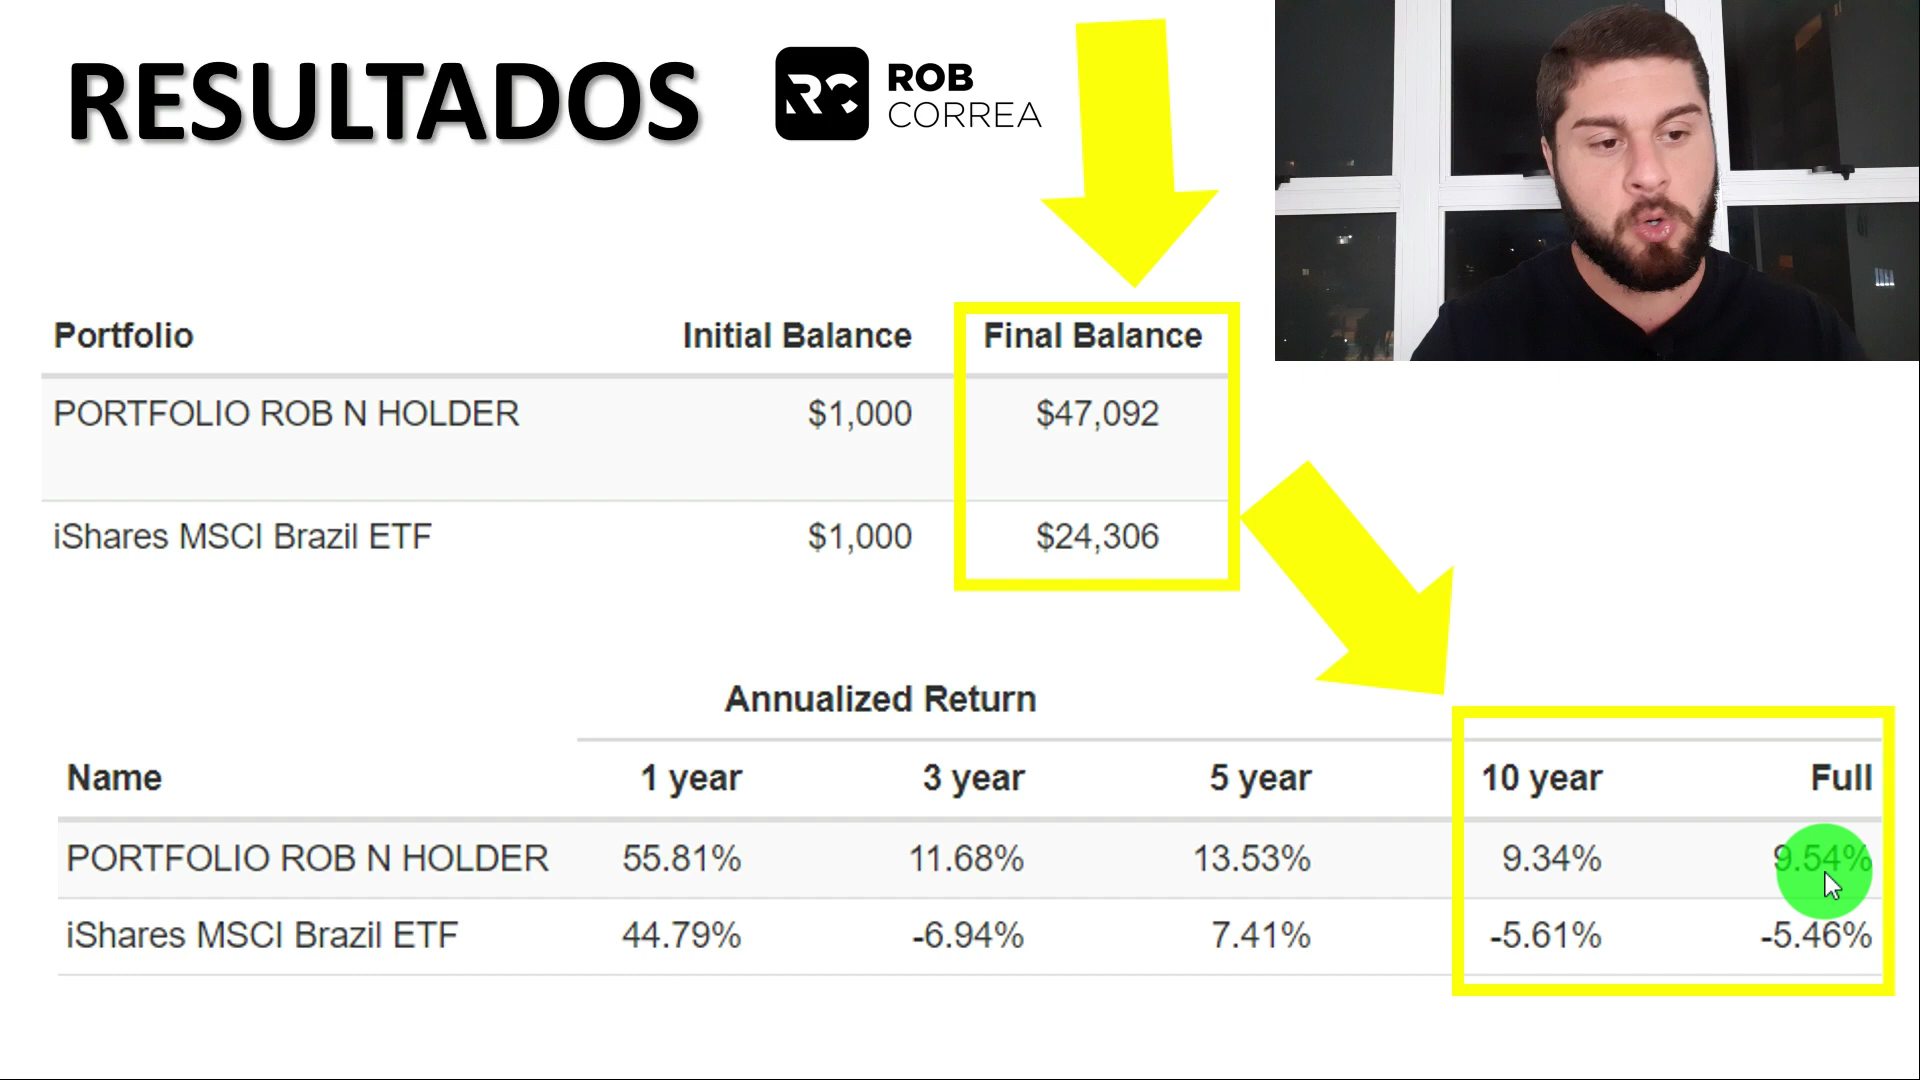 RESULTADOS
RC
ROB
CORREA
Portfolio Initial Balance Final Balance
PORTFOLIO ROB N HOLDER $1,000 $47,092
iShares MSCI Brazil ETF $1,000 $24,306
Annualized Return
Name 1 year 3 year 5 year 10 year Full
PORTFOLIO ROB N HOLDER 55.81% 11.68% 13.53% 9.34% 9.54%
iShares MSCI Brazil ETF 44.79% -6.94% 7.41% -5.61% -5.46%